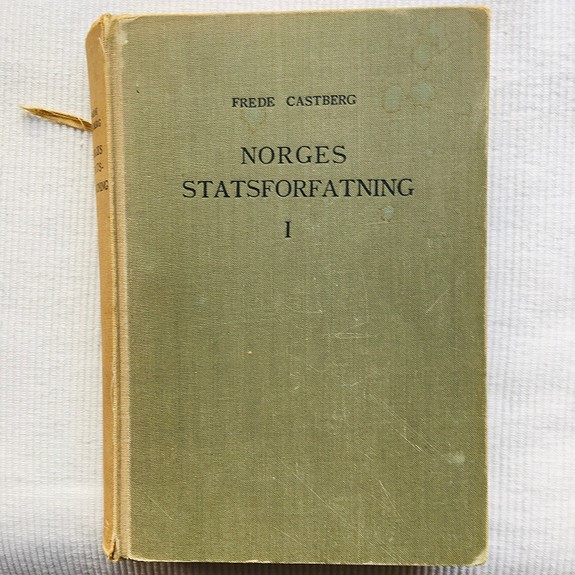 FREDE CASTBERG
NORGES
STATSFORFATNING
I